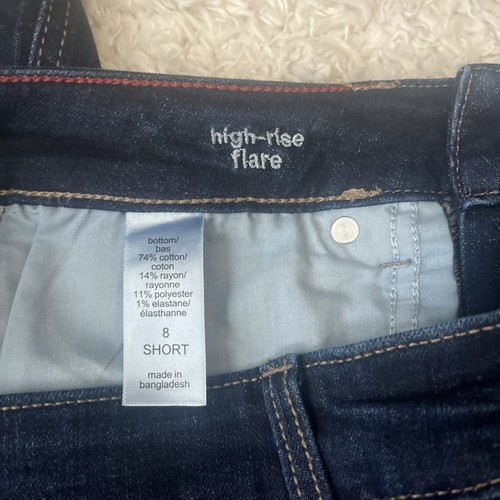 high-rise
flare
bottom/
bas
74% cotton/
coton
14% rayon/
rayonne
11% polyester
1% elastane/
élasthanne
8
SHORT
made in
bangladesh